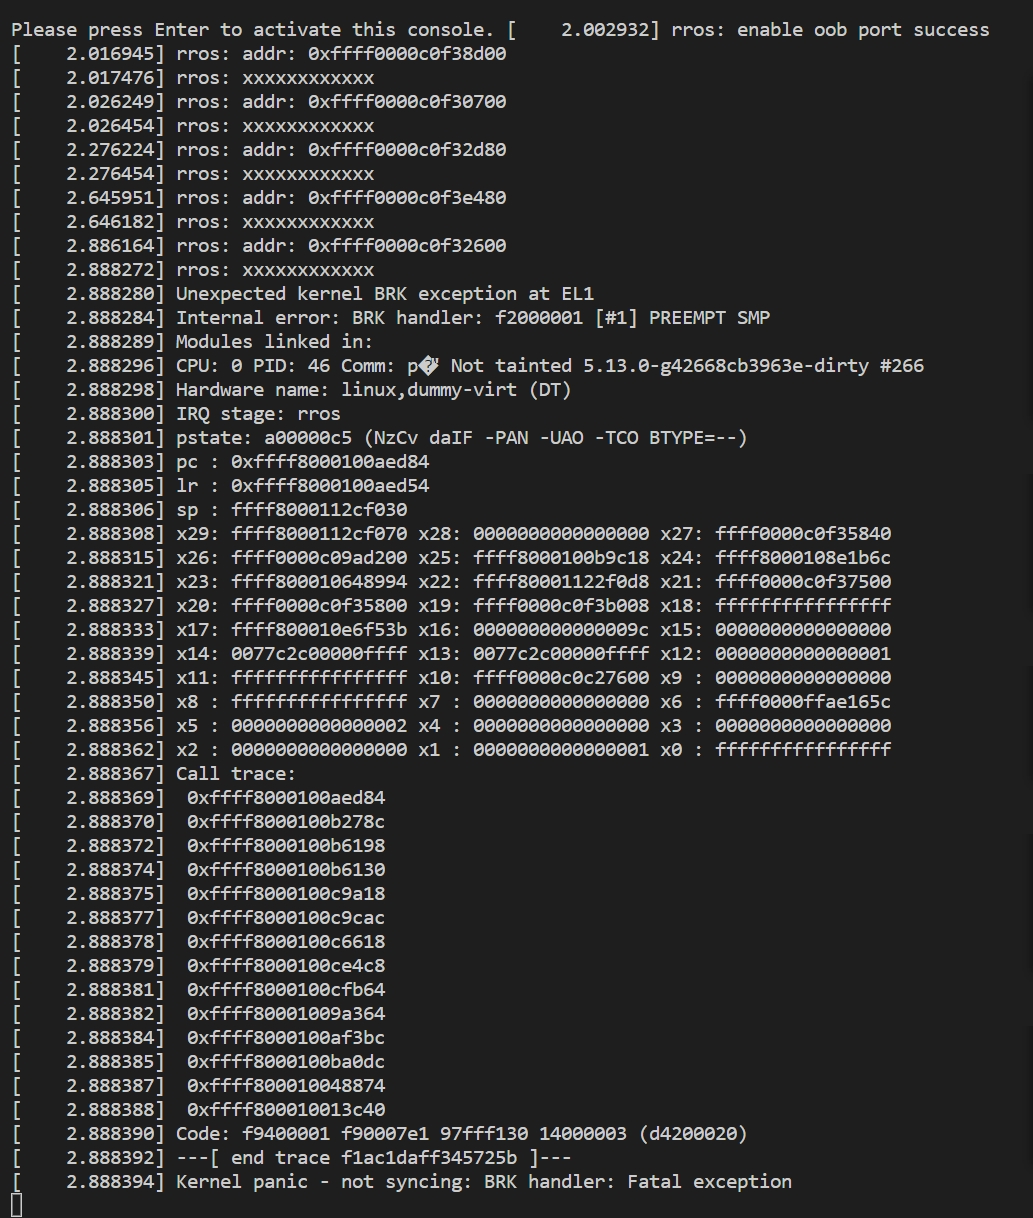 Please press Enter to activate this console. [    2.002932] rros: enable oob port success
[    2.016945] rros: addr: 0xffff0000c0f38d00
[    2.017476] rros: xxxxxxxxxxxx
[    2.026249] rros: addr: 0xffff0000c0f30700
[    2.026454] rros: xxxxxxxxxxxx
[    2.276224] rros: addr: 0xffff0000c0f32d80
[    2.276454] rros: xxxxxxxxxxxx
[    2.645951] rros: addr: 0xffff0000c0f3e480
[    2.646182] rros: xxxxxxxxxxxx
[    2.886164] rros: addr: 0xffff0000c0f32600
[    2.888272] rros: xxxxxxxxxxxx
[    2.888280] Unexpected kernel BRK exception at EL1
[    2.888284] Internal error: BRK handler: f2000001 [#1] PREEMPT SMP
[    2.888289] Modules linked in:
[    2.888296] CPU: 0 PID: 46 Comm: p�" Not tainted 5.13.0-g42668cb3963e-dirty #266
[    2.888298] Hardware name: linux,dummy-virt (DT)
[    2.888300] IRQ stage: rros
[    2.888301] pstate: a00000c5 (NzCv daIF -PAN -UAO -TCO BTYPE=--)
[    2.888303] pc : 0xffff8000100aed84
[    2.888305] lr : 0xffff8000100aed54
[    2.888306] sp : ffff8000112cf030
[    2.888308] x29: ffff8000112cf070 x28: 0000000000000000 x27: ffff0000c0f35840
[    2.888315] x26: ffff0000c09ad200 x25: ffff8000100b9c18 x24: ffff8000108e1b6c
[    2.888321] x23: ffff800010648994 x22: ffff80001122f0d8 x21: ffff0000c0f37500
[    2.888327] x20: ffff0000c0f35800 x19: ffff0000c0f3b008 x18: ffffffffffffffff
[    2.888333] x17: ffff800010e6f53b x16: 000000000000009c x15: 0000000000000000
[    2.888339] x14: 0077c2c00000ffff x13: 0077c2c00000ffff x12: 0000000000000001
[    2.888345] x11: ffffffffffffffff x10: ffff0000c0c27600 x9 : 0000000000000000
[    2.888350] x8 : ffffffffffffffff x7 : 0000000000000000 x6 : ffff0000ffae165c
[    2.888356] x5 : 0000000000000002 x4 : 0000000000000000 x3 : 0000000000000000
[    2.888362] x2 : 0000000000000000 x1 : 0000000000000001 x0 : ffffffffffffffff
[    2.888367] Call trace:
[    2.888369]  0xffff8000100aed84
[    2.888370]  0xffff8000100b278c
[    2.888372]  0xffff8000100b6198
[    2.888374]  0xffff8000100b6130
[    2.888375]  0xffff8000100c9a18
[    2.888377]  0xffff8000100c9cac
[    2.888378]  0xffff8000100c6618
[    2.888379]  0xffff8000100ce4c8
[    2.888381]  0xffff8000100cfb64
[    2.888382]  0xffff80001009a364
[    2.888384]  0xffff8000100af3bc
[    2.888385]  0xffff8000100ba0dc
[    2.888387]  0xffff800010048874
[    2.888388]  0xffff800010013c40
[    2.888390] Code: f9400001 f90007e1 97fff130 14000003 (d4200020)
[    2.888392] ---[ end trace f1ac1daff345725b ]---
[    2.888394] Kernel panic - not syncing: BRK handler: Fatal exception